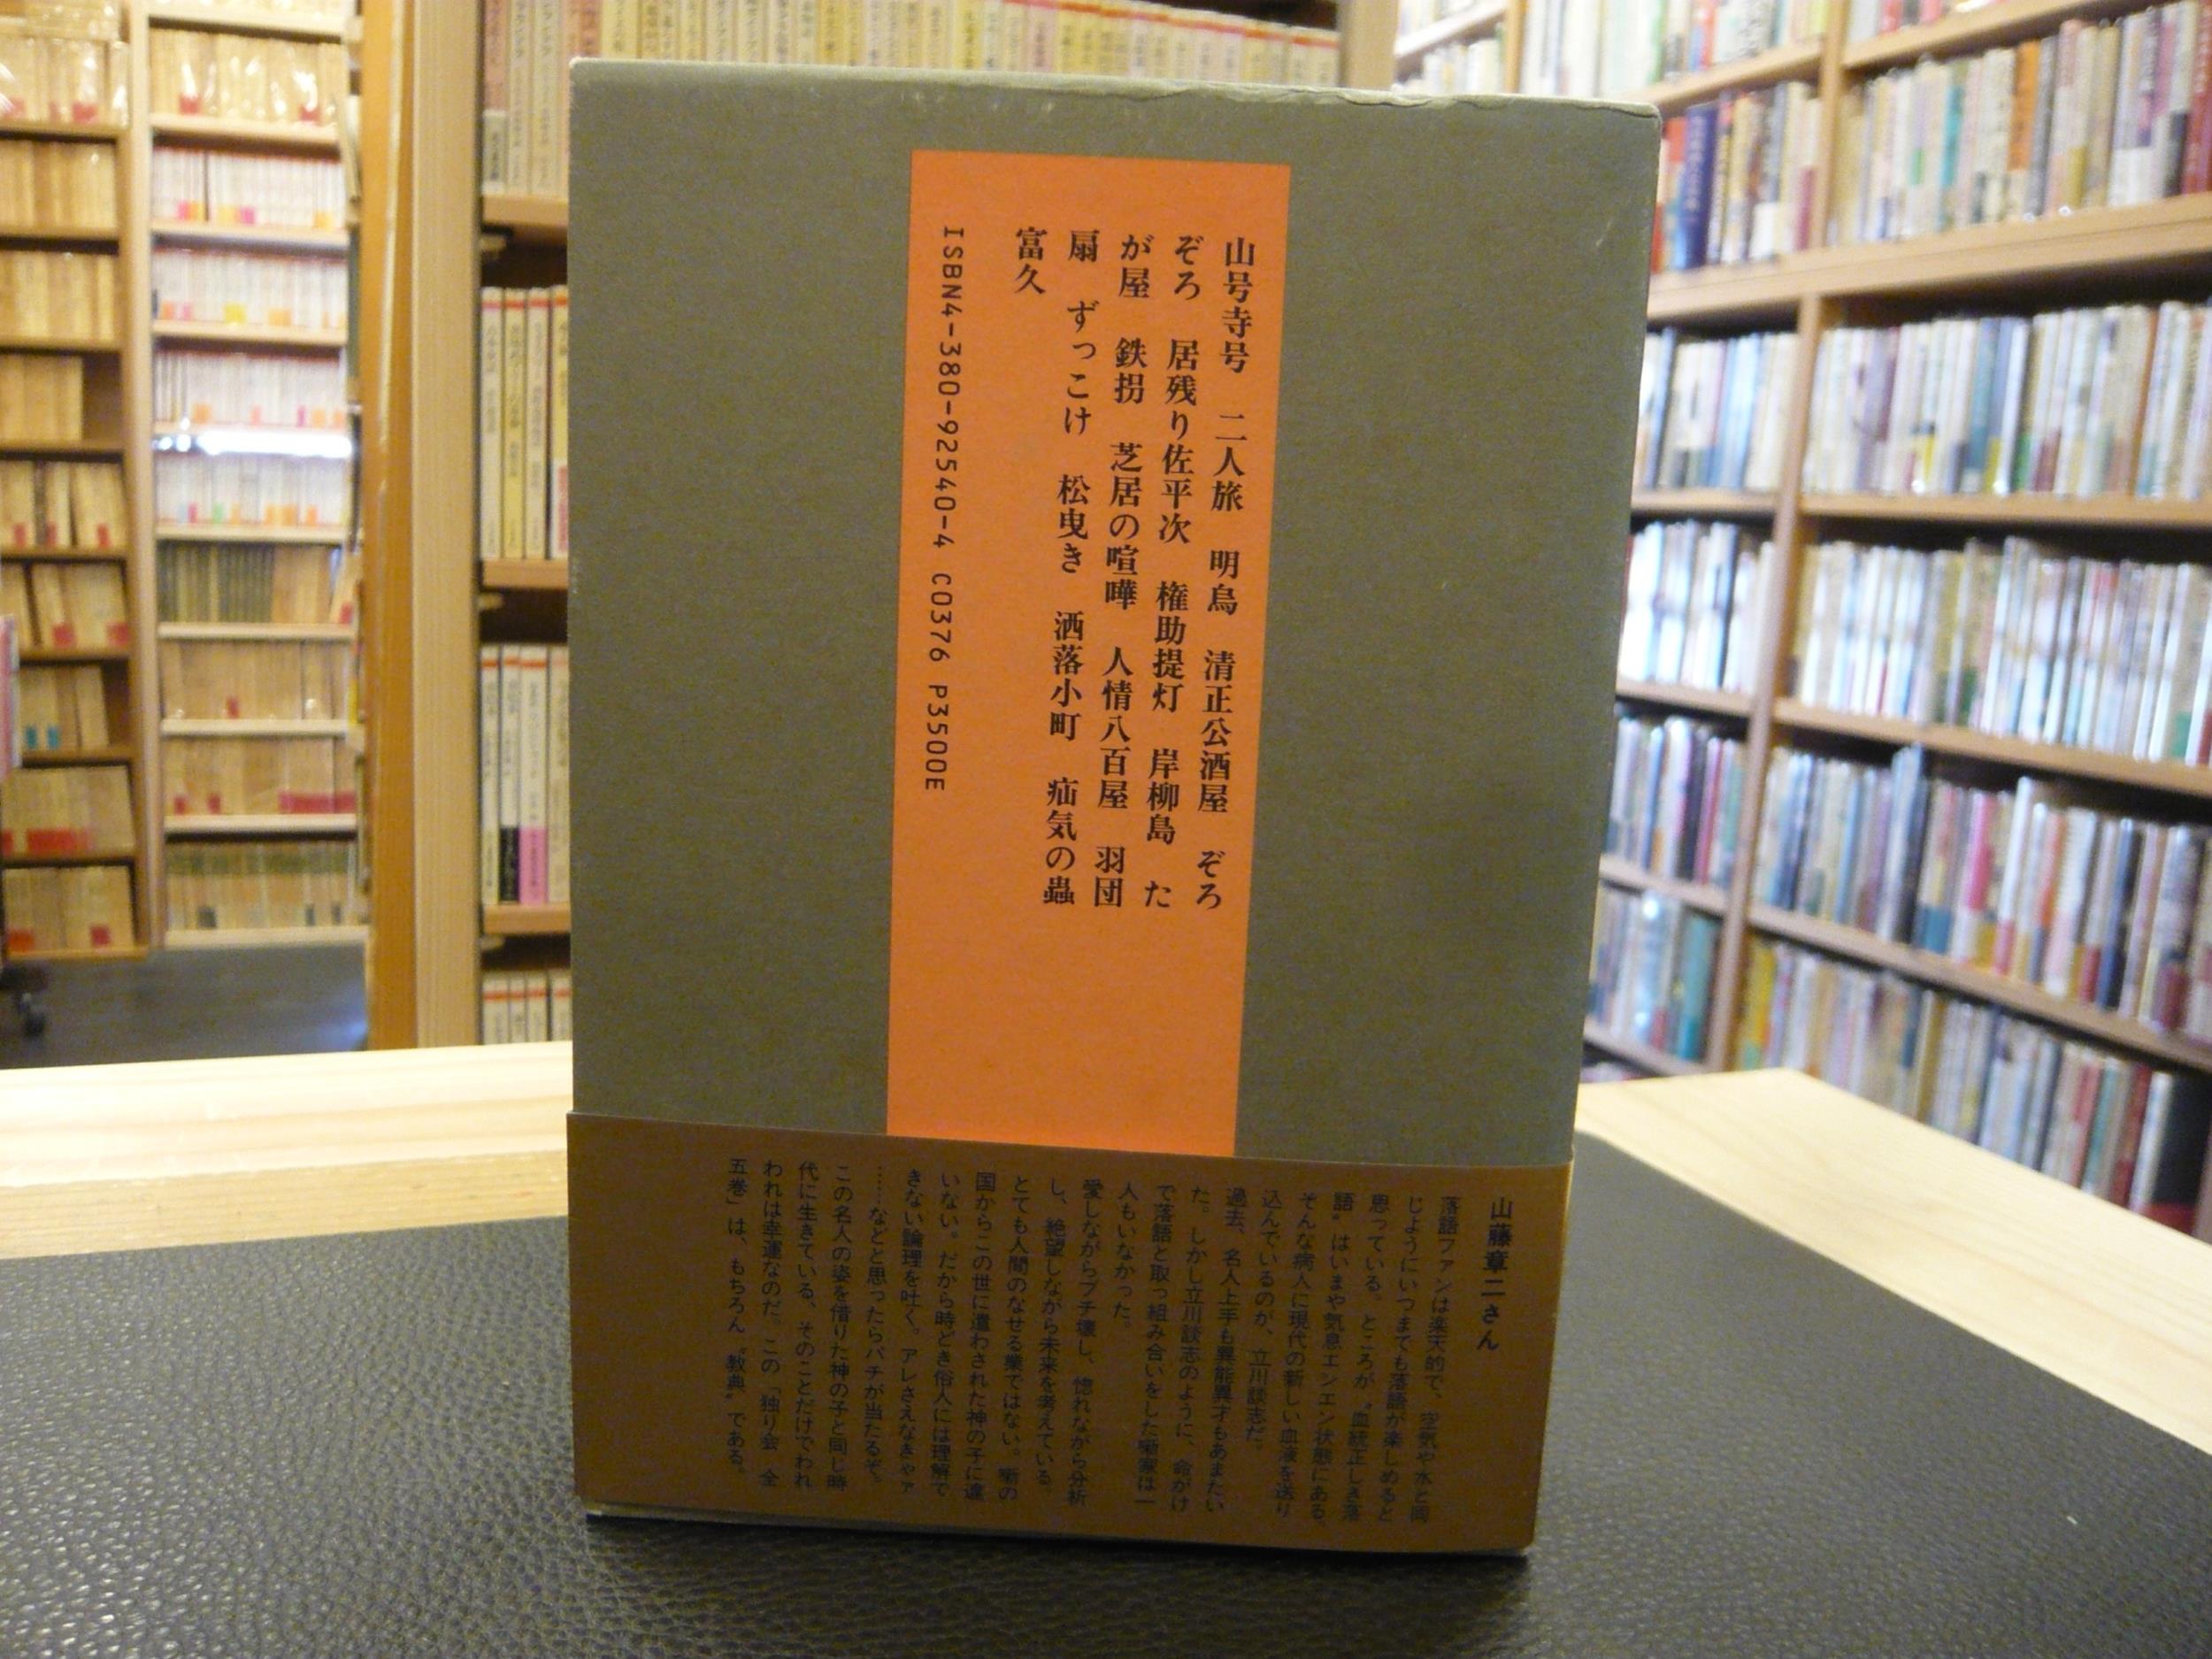 山号寺号　二人旅　明烏　清正公酒屋　ぞろ
ぞろ　居残り佐平次　権助提灯　岸柳島　た
が屋　鉄拐　芝居の喧嘩　人情八百屋　羽団
扇　ずっこけ　松曳き　洒落小町　疝気の蟲
富久
ISBN4-380-92540-4 C0376 P3500E
山藤章二さん
落語ファンは楽天的で、空気や水と同
じようにいつまでも落語が楽しめると
思っている。ところが〝血統正しき落
語〟はいまや気息エンエン状態にある。
そんな病人に現代の新しい血液を送り
込んでいるのが、立川談志だ。
過去、名人上手も異能異才もあまたい
た。しかし立川談志のように、命がけ
で落語と取っ組み合いをした噺家は一
人もいなかった。
愛しながらブチ壊し、惚れながら分析
し、絶望しながら未来を考えている。
とても人間のなせる業ではない。噺の
国からこの世に遣わされた神の子に違
いない。だから時どき俗人には理解で
きない論理を吐く。アレさえなきゃァ
……などと思ったらバチが当たるぞ。
この名人の姿を借りた神の子と同じ時
代に生きている、そのことだけでわれ
われは幸運なのだ。この「独り会　全
五巻」は、もちろん〝教典〟である。